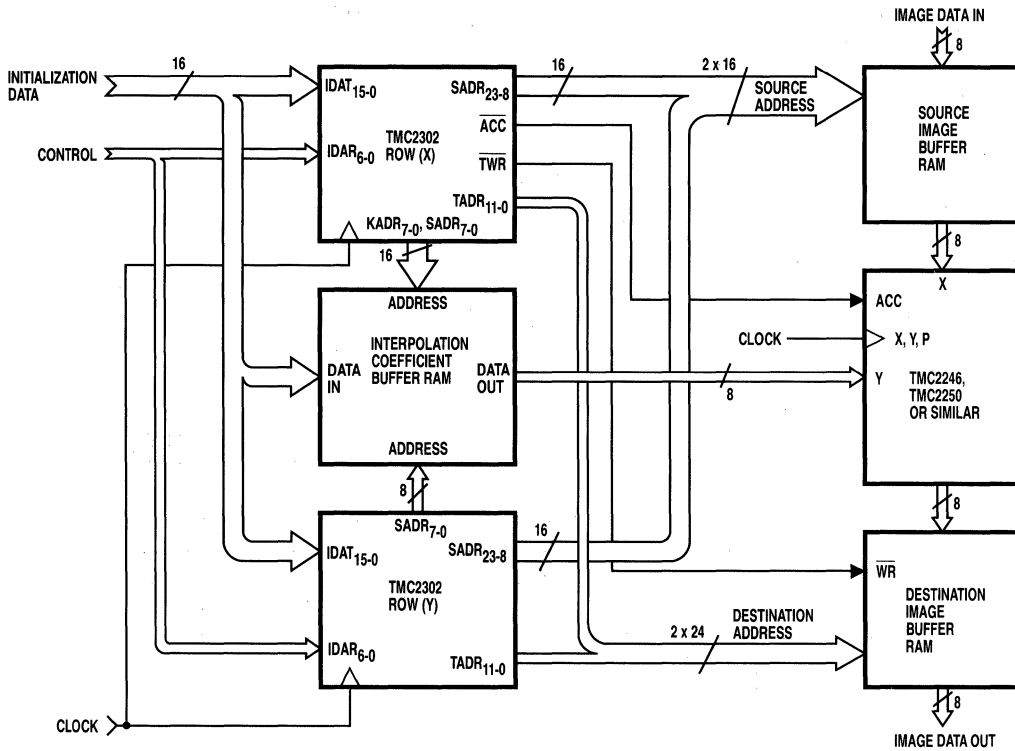 IMAGE DATA IN
8
INITIALIZATION
DATA
16
CONTROL
IDAT15-0
IDAR6-0
TMC2302
ROW (X)
SADR23-8
ACC
TWR
TADR11-0
KADR7-0, SADR7-0
16
16
2 x 16
SOURCE
ADDRESS
SOURCE
IMAGE
BUFFER
RAM
8
ADDRESS
INTERPOLATION
COEFFICIENT
BUFFER RAM
DATA
IN
DATA
OUT
ADDRESS
8
CLOCK
X
ACC
X, Y, P
Y
TMC2246,
TMC2250
OR SIMILAR
8
8
SADR7-0
IDAT15-0
SADR23-8
16
TMC2302
ROW (Y)
IDAR6-0
TADR11-0
DESTINATION
ADDRESS
2 x 24
WR
DESTINATION
IMAGE
BUFFER
RAM
8
CLOCK
IMAGE DATA OUT